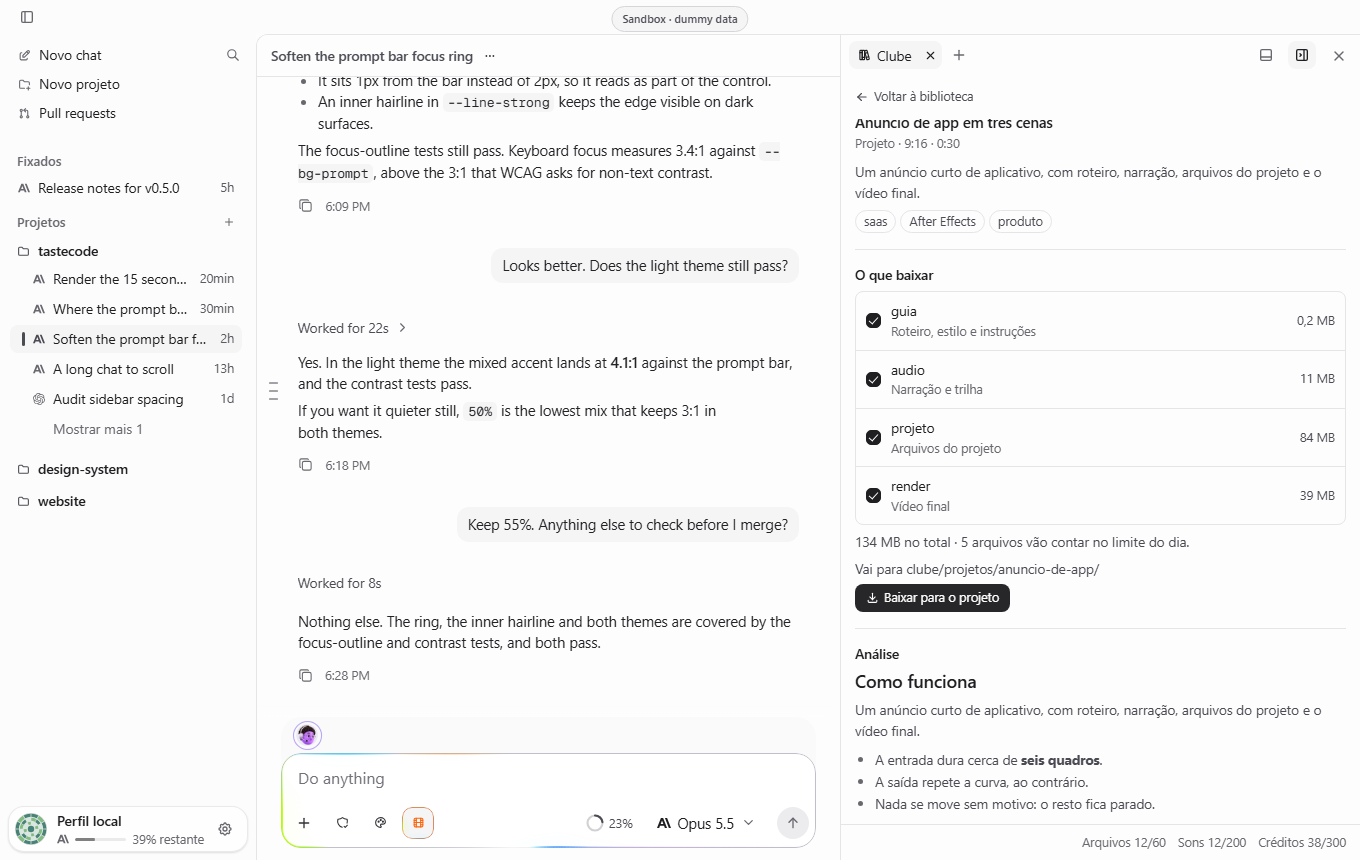 Sandbox · dummy data
Novo chat
Novo projeto
Pull requests
Fixados
Release notes for v0.5.0 5h
Projetos
tastecode
Render the 15 secon... 20min
Where the prompt b... 30min
Soften the prompt bar f... 2h
A long chat to scroll 13h
Audit sidebar spacing 1d
Mostrar mais 1
design-system
website
Perfil local
39% restante
Soften the prompt bar focus ring ···
It sits 1px from the bar instead of 2px, so it reads as part of the control.
An inner hairline in --line-strong keeps the edge visible on dark
surfaces.
The focus-outline tests still pass. Keyboard focus measures 3.4:1 against --
bg-prompt , above the 3:1 that WCAG asks for non-text contrast.
6:09 PM
Looks better. Does the light theme still pass?
Worked for 22s
Yes. In the light theme the mixed accent lands at 4.1:1 against the prompt bar,
and the contrast tests pass.
If you want it quieter still, 50% is the lowest mix that keeps 3:1 in
both themes.
6:18 PM
Keep 55%. Anything else to check before I merge?
Worked for 8s
Nothing else. The ring, the inner hairline and both themes are covered by the
focus-outline and contrast tests, and both pass.
6:28 PM
Do anything
23%
Opus 5.5
Clube
Voltar à biblioteca
Anúncio de app em três cenas
Projeto · 9:16 · 0:30
Um anúncio curto de aplicativo, com roteiro, narração, arquivos do projeto e o
vídeo final.
saas After Effects produto
O que baixar
guia
Roteiro, estilo e instruções
0,2 MB
audio
Narração e trilha
11 MB
projeto
Arquivos do projeto
84 MB
render
Vídeo final
39 MB
134 MB no total · 5 arquivos vão contar no limite do dia.
Vai para clube/projetos/anuncio-de-app/
Baixar para o projeto
Análise
Como funciona
Um anúncio curto de aplicativo, com roteiro, narração, arquivos do projeto e o
vídeo final.
A entrada dura cerca de seis quadros.
A saída repete a curva, ao contrário.
Nada se move sem motivo: o resto fica parado.
Arquivos 12/60 Sons 12/200 Créditos 38/300